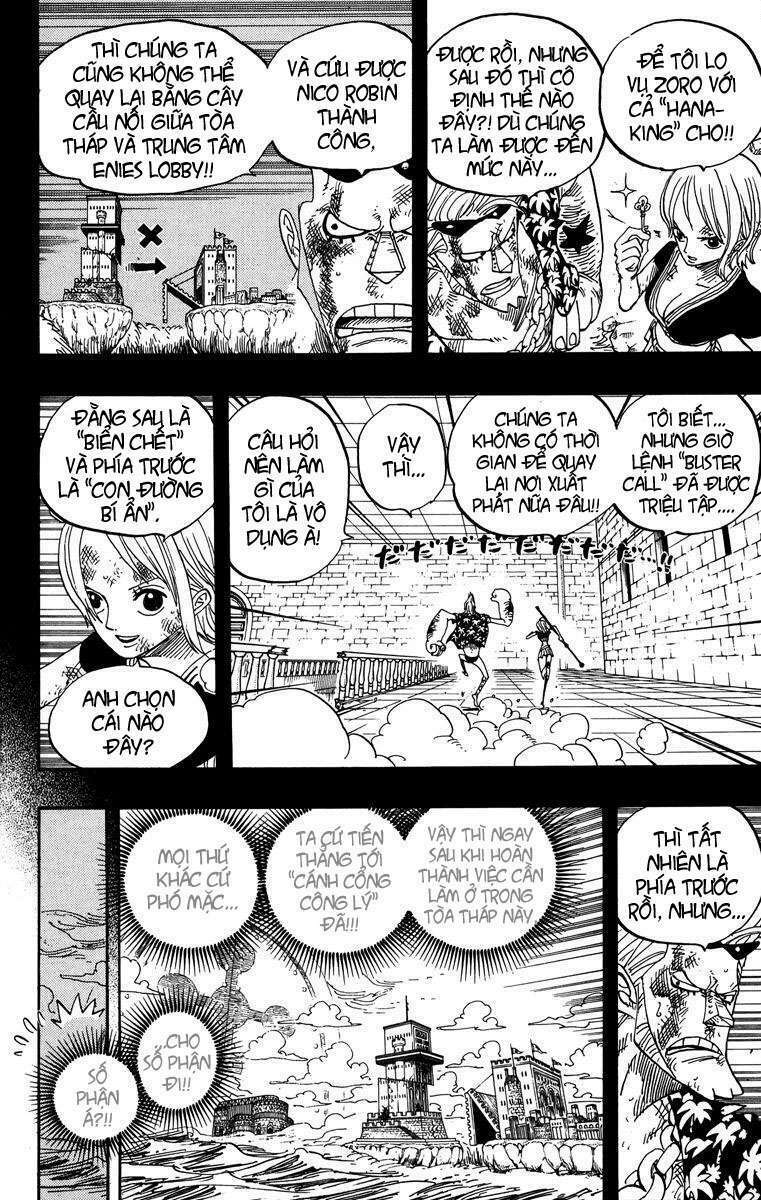 ĐỂ TÔI LO
VỤ ZORO VỚI
CẢ "HANA-
KING" CHO!!
ĐƯỢC RỒI, NHƯNG
SAU ĐÓ THÌ CÔ
ĐỊNH THẾ NÀO
ĐÂY?! DÙ CHÚNG
TA LÀM ĐƯỢC ĐẾN
MỨC NÀY...
VÀ CỨU ĐƯỢC
NICO ROBIN
THÀNH
CÔNG,
THÌ CHÚNG TA
CŨNG KHÔNG THỂ
QUAY LẠI BẰNG CÂY
CẦU NỐI GIỮA TÒA
THÁP VÀ TRUNG TÂM
ENIES LOBBY!!
TÔI BIẾT...
NHƯNG GIỜ
LỆNH "BUSTER
CALL" ĐÃ ĐƯỢC
TRIỆU TẬP....
CHÚNG TA
KHÔNG CÓ THỜI
GIAN ĐỂ QUAY
LẠI NƠI XUẤT
PHÁT NỮA ĐÂU!!
VẬY
THÌ...
CÂU HỎI
NÊN LÀM
GÌ CỦA
TÔI LÀ VÔ
DỤNG À!
だだだだだだだだ...!!
ĐẰNG SAU LÀ
"BIỂN CHẾT"
VÀ PHÍA TRƯỚC
LÀ "CON ĐƯỜNG
BÍ ẨN".
ANH CHỌN
CÁI NÀO
ĐÂY?
THÌ TẤT
NHIÊN LÀ
PHÍA TRƯỚC
RỒI, NHƯNG...
VẬY THÌ NGAY
SAU KHI HOÀN
THÀNH VIỆC CẦN
LÀM Ở TRONG
TÒA THÁP NÀY
TA CỨ TIẾN
THẲNG TỚI
"CÁNH CỔNG
CÔNG LÝ"
ĐÃ!!!
MỌI THỨ
KHÁC CỨ
PHÓ MẶC...
...CHO
SỐ PHẬN
ĐI!!!
SỐ
PHẬN
Á?!!